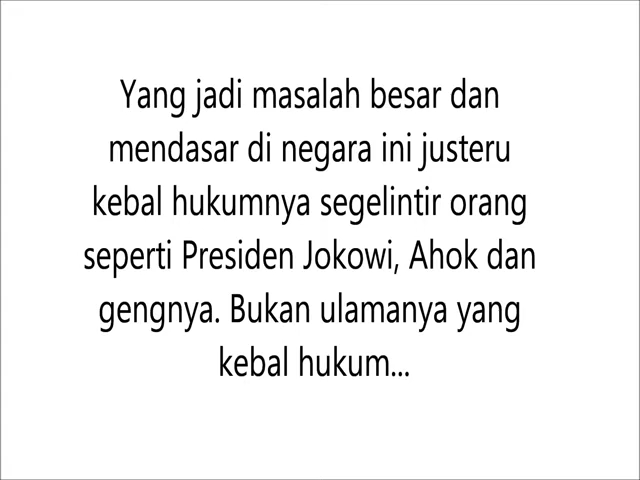 Yang jadi masalah besar dan
mendasar di negara ini justeru
kebal hukumnya segelintir orang
seperti Presiden Jokowi, Ahok dan
gengnya. Bukan ulamanya yang
kebal hukum...